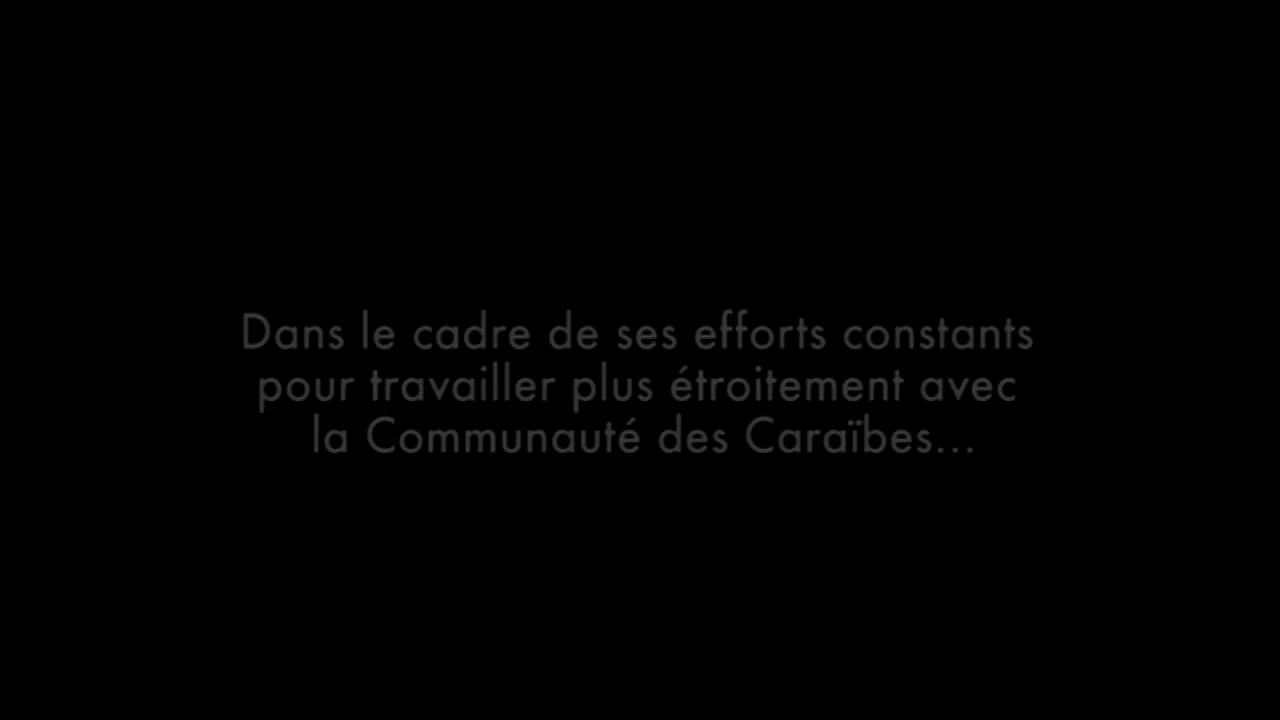 Dans le cadre de ses efforts constants
pour travailler plus étroitement avec
la Communauté des Caraïbes...